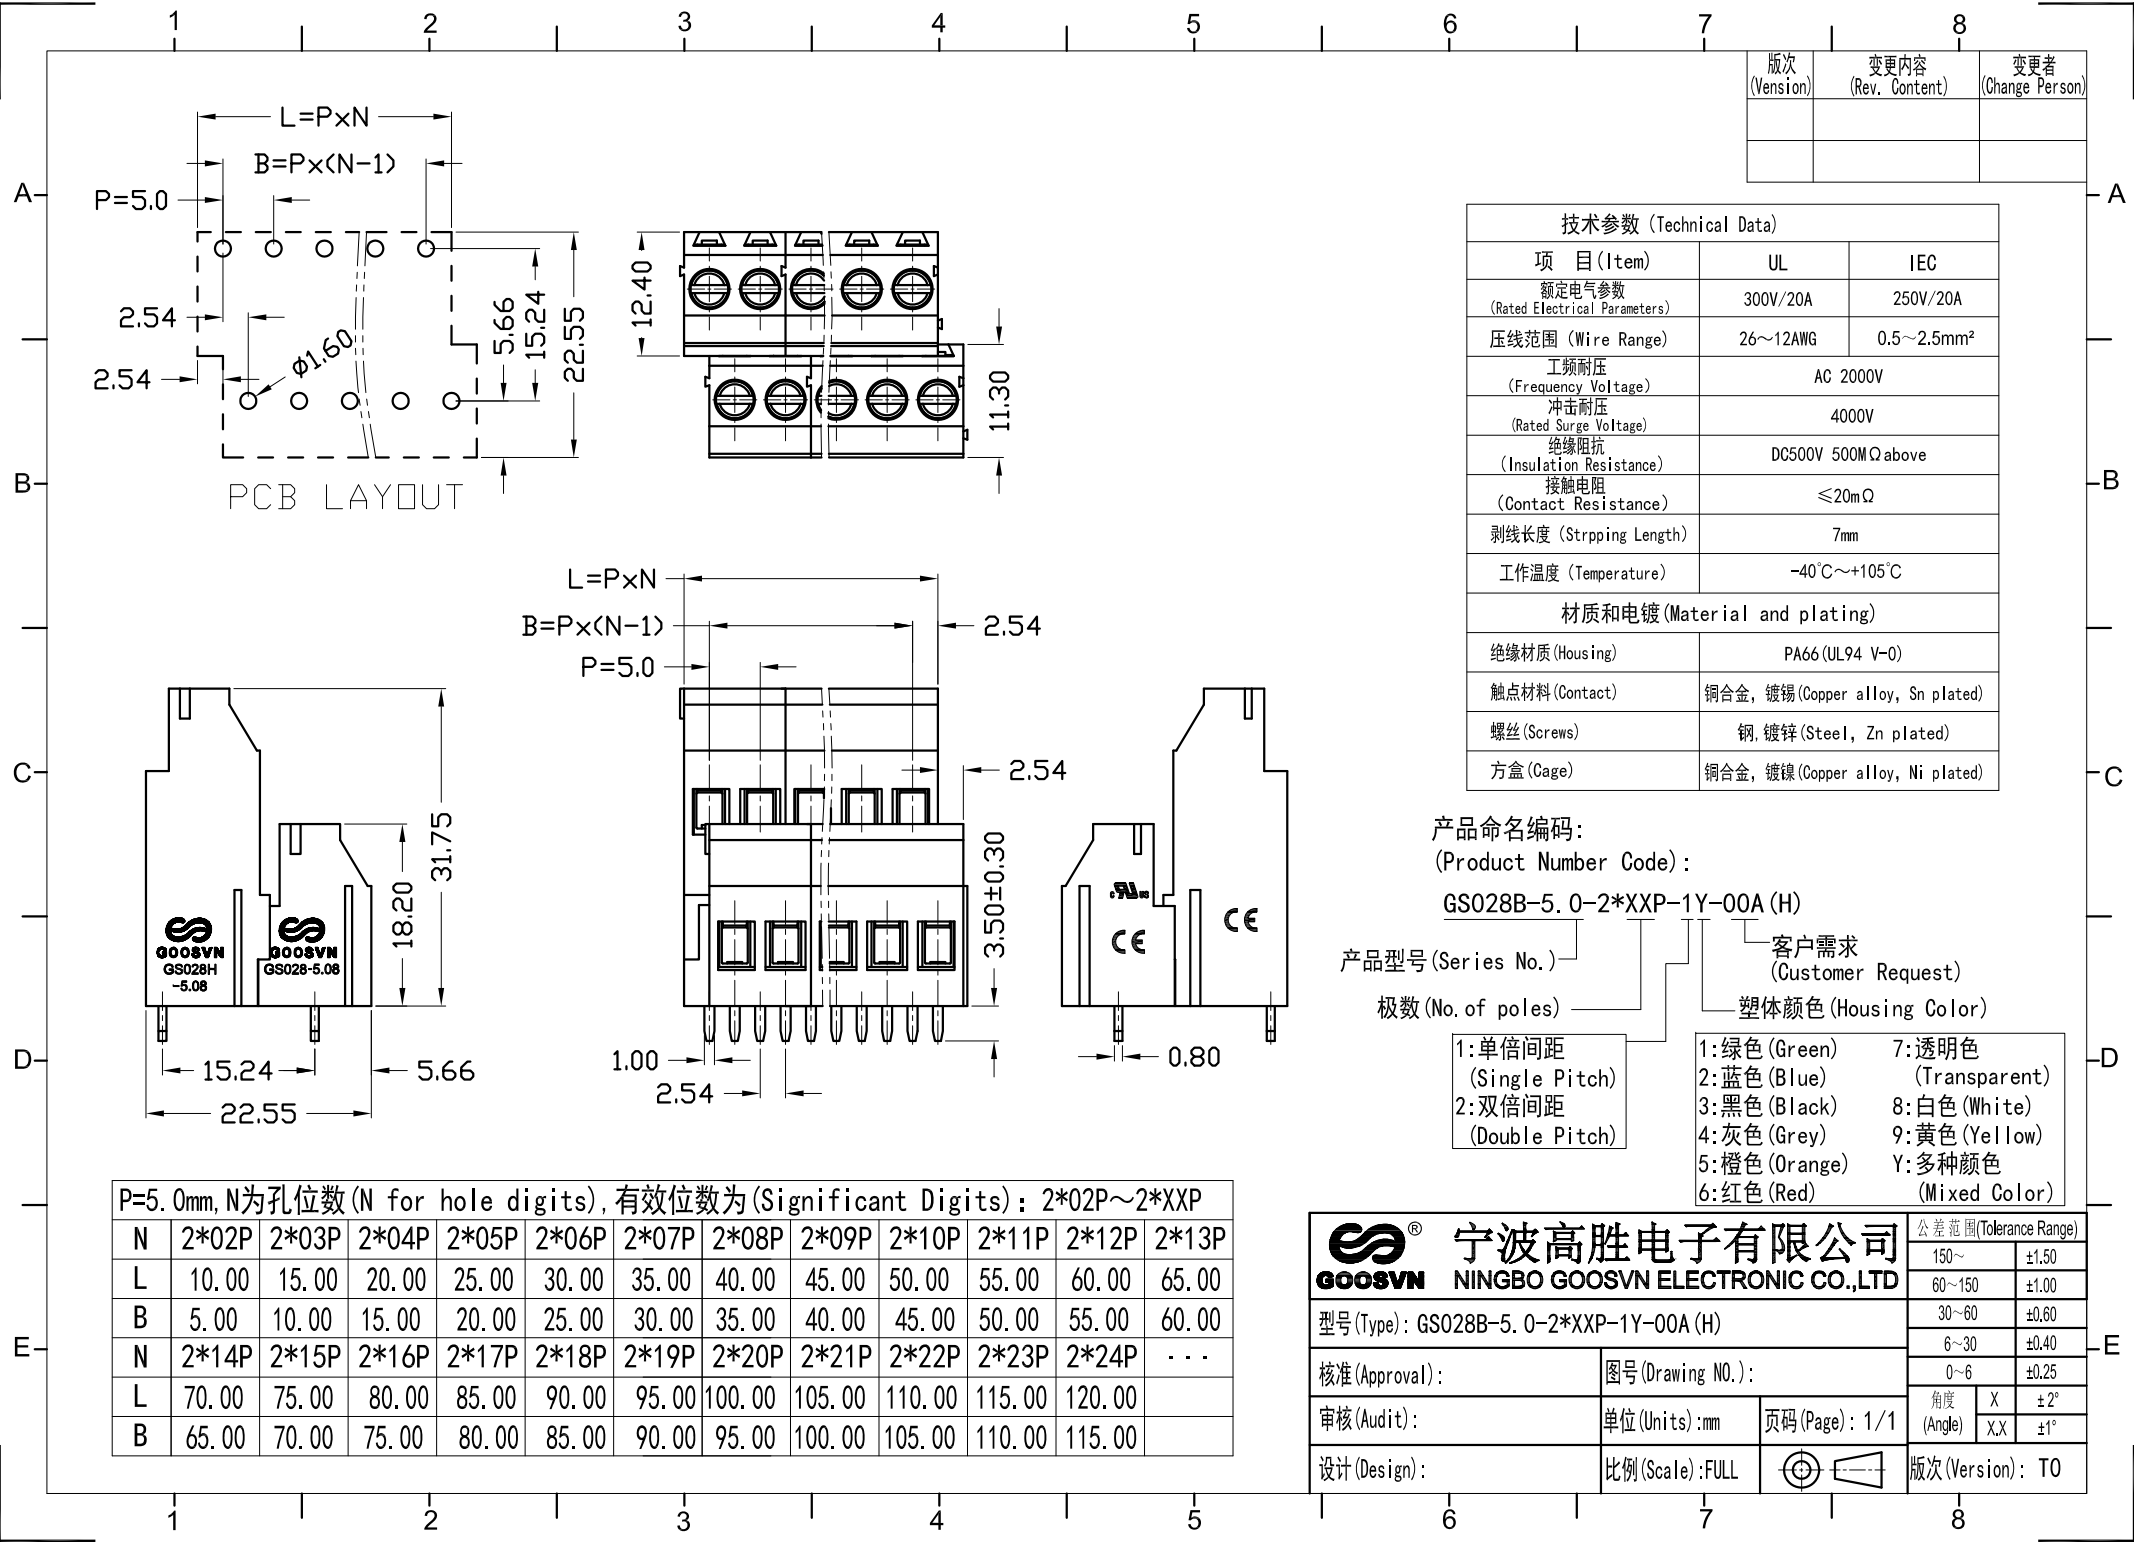 1 2 3 4 5 6 7 8
版次 (Vension) 变更内容 (Rev. Content) 变更者 (Change Person)
A A
B B
C C
D D
E E
L=P×N
B=P×(N-1)
P=5.0
2.54
2.54
ø1.60
5.66
15.24
22.55
PCB LAYOUT
12.40
11.30
L=P×N
B=P×(N-1)
2.54
P=5.0
2.54
31.75
18.20
GOOSVN
GS028H
-5.08
GOOSVN
GS028-5.08
15.24
5.66
22.55
3.50±0.30
1.00
2.54
CE
CE
0.80
技术参数 (Technical Data)
项 目(Item) UL IEC
额定电气参数
(Rated Electrical Parameters) 300V/20A 250V/20A
压线范围 (Wire Range) 26~12AWG 0.5~2.5mm²
工频耐压
(Frequency Voltage) AC 2000V
冲击耐压
(Rated Surge Voltage) 4000V
绝缘阻抗
(Insulation Resistance) DC500V 500MΩabove
接触电阻
(Contact Resistance) ≤20mΩ
剥线长度 (Strpping Length) 7mm
工作温度 (Temperature) -40℃~+105℃
材质和电镀(Material and plating)
绝缘材质(Housing) PA66(UL94 V-0)
触点材料(Contact) 铜合金, 镀锡(Copper alloy, Sn plated)
螺丝(Screws) 钢,镀锌(Steel, Zn plated)
方盒(Cage) 铜合金, 镀镍(Copper alloy, Ni plated)
产品命名编码:
(Product Number Code):
GS028B-5.0-2*XXP-1Y-00A(H)
客户需求
(Customer Request)
产品型号(Series No.)
极数(No.of poles)
塑体颜色(Housing Color)
1:单倍间距
(Single Pitch)
2:双倍间距
(Double Pitch)
1:绿色(Green) 7:透明色
2:蓝色(Blue) (Transparent)
3:黑色(Black) 8:白色(White)
4:灰色(Grey) 9:黄色(Yellow)
5:橙色(Orange) Y:多种颜色
6:红色(Red) (Mixed Color)
P=5.0mm,N为孔位数(N for hole digits),有效位数为(Significant Digits): 2*02P~2*XXP
N 2*02P 2*03P 2*04P 2*05P 2*06P 2*07P 2*08P 2*09P 2*10P 2*11P 2*12P 2*13P
L 10.00 15.00 20.00 25.00 30.00 35.00 40.00 45.00 50.00 55.00 60.00 65.00
B 5.00 10.00 15.00 20.00 25.00 30.00 35.00 40.00 45.00 50.00 55.00 60.00
N 2*14P 2*15P 2*16P 2*17P 2*18P 2*19P 2*20P 2*21P 2*22P 2*23P 2*24P ...
L 70.00 75.00 80.00 85.00 90.00 95.00 100.00 105.00 110.00 115.00 120.00
B 65.00 70.00 75.00 80.00 85.00 90.00 95.00 100.00 105.00 110.00 115.00
® 宁波高胜电子有限公司
GOOSVN NINGBO GOOSVN ELECTRONIC CO.,LTD
型号(Type): GS028B-5.0-2*XXP-1Y-00A(H)
核准(Approval): 图号(Drawing NO.):
审核(Audit): 单位(Units):mm 页码(Page): 1/1
设计(Design): 比例(Scale):FULL
公差范围(Tolerance Range)
150~ ±1.50
60~150 ±1.00
30~60 ±0.60
6~30 ±0.40
0~6 ±0.25
角度 (Angle) X ±2°
X.X ±1°
版次(Version): T0
1 2 3 4 5 6 7 8